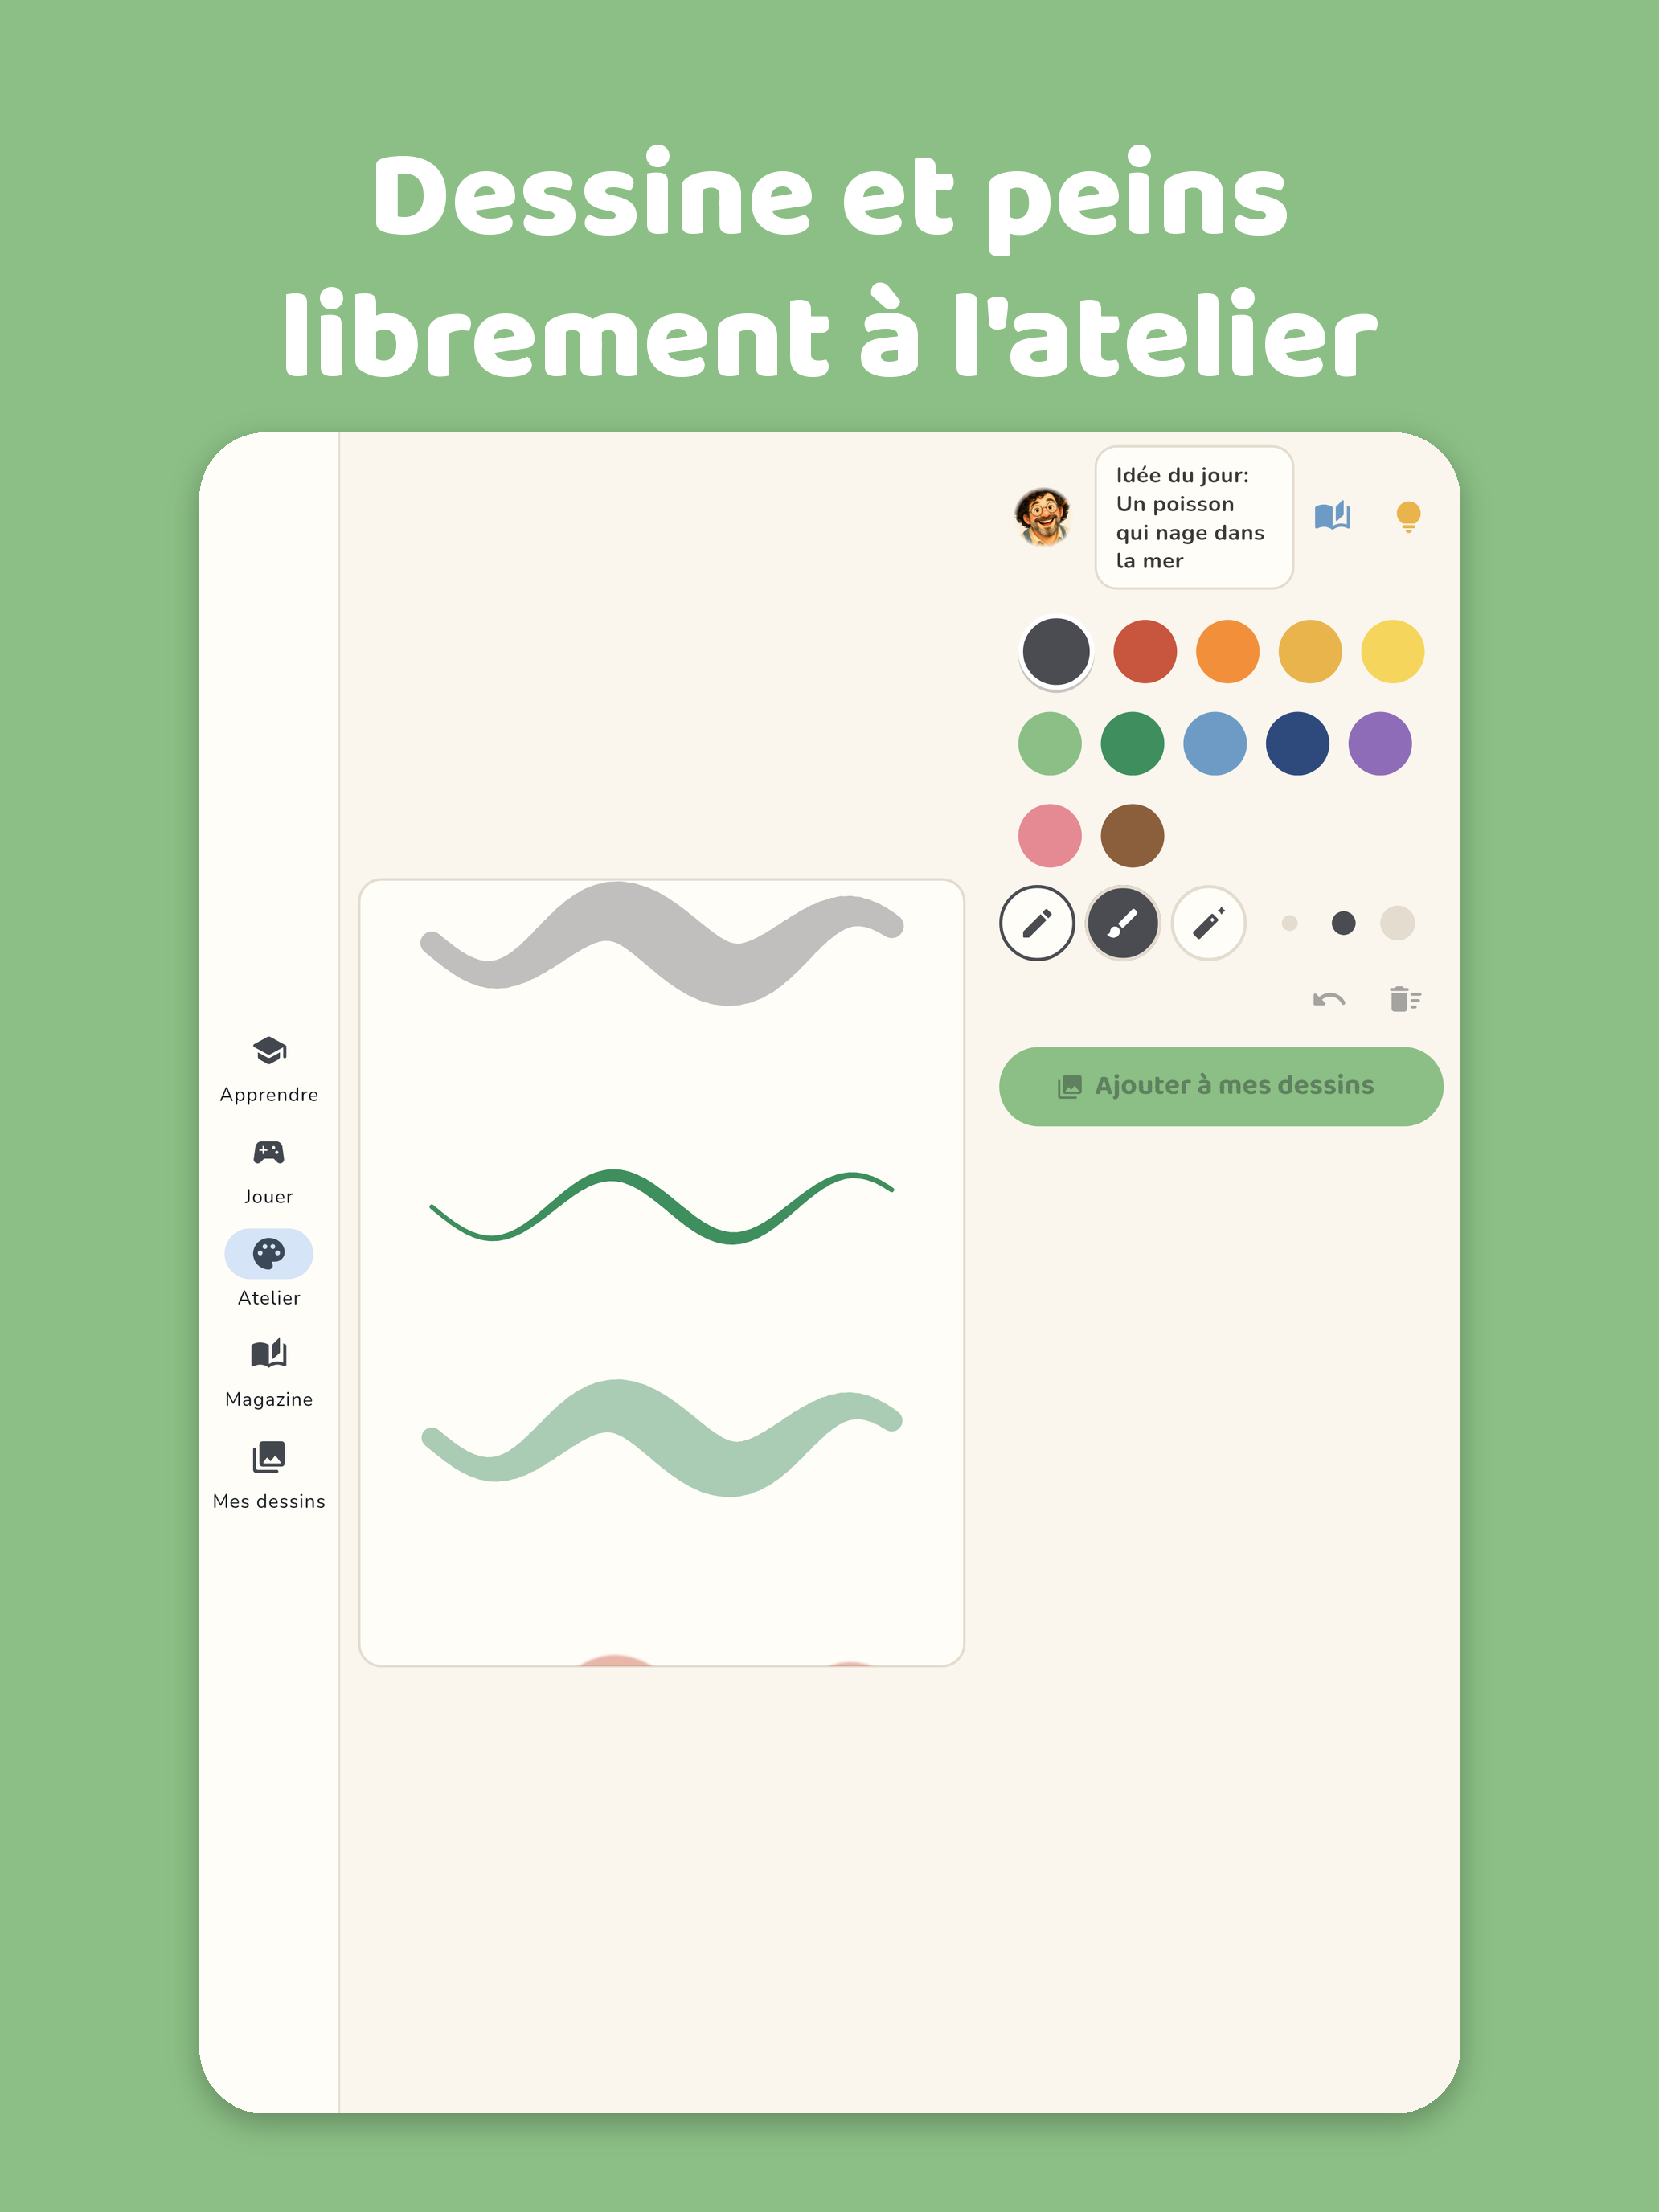 Dessine et peins
librement à l'atelier
Idée du jour:
Un poisson
qui nage dans
la mer
Ajouter à mes dessins
Apprendre
Jouer
Atelier
Magazine
Mes dessins